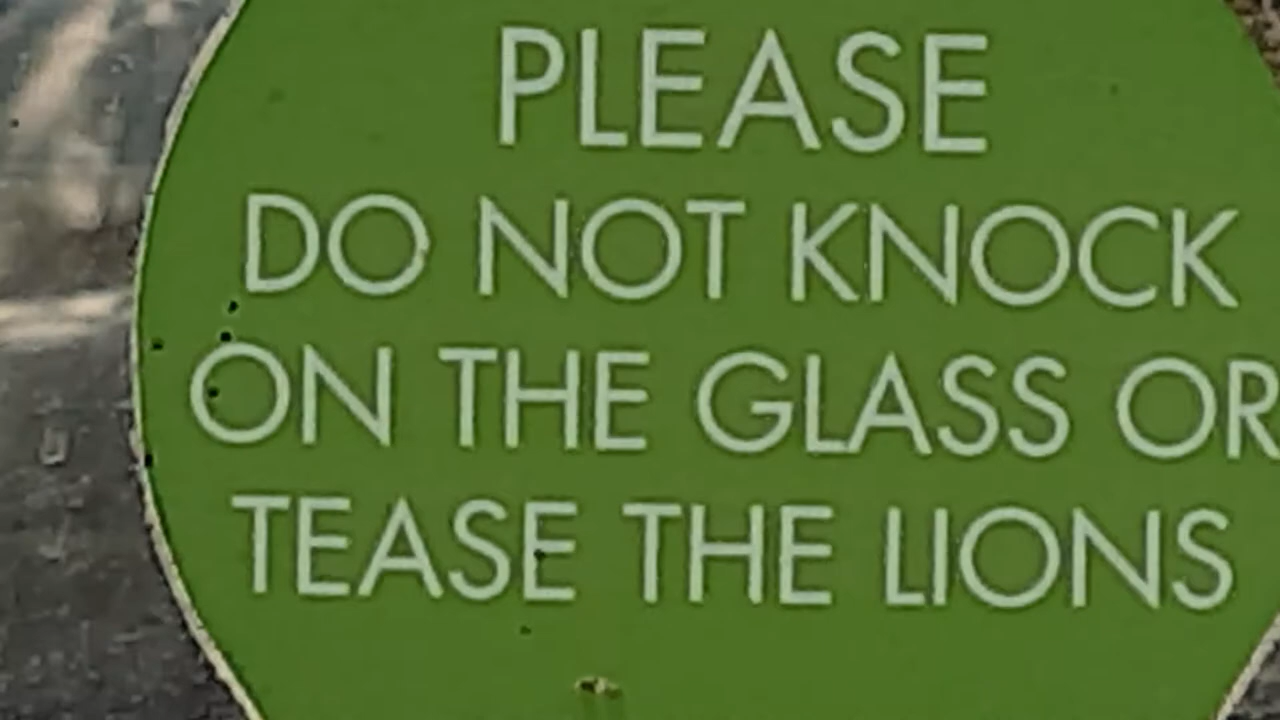 PLEASE
DO NOT KNOCK
ON THE GLASS OR
TEASE THE LIONS